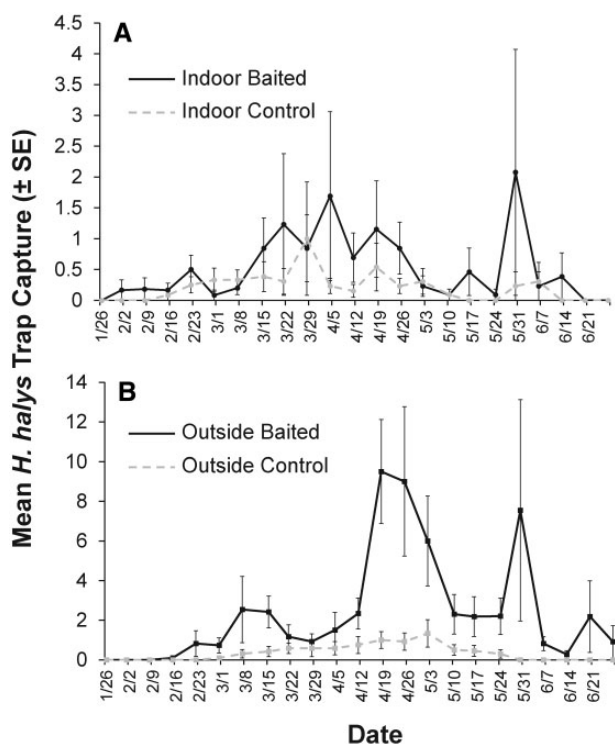 Mean H. halys Trap Capture (± SE)
A
4.5
4
3.5
3
2.5
2
1.5
1
0.5
0
Indoor Baited
Indoor Control
1/26 2/2 2/9 2/16 2/23 3/1 3/8 3/15 3/22 3/29 4/5 4/12 4/19 4/26 5/3 5/10 5/17 5/24 5/31 6/7 6/14 6/21
B
14
12
10
8
6
4
2
0
Outside Baited
Outside Control
1/26 2/2 2/9 2/16 2/23 3/1 3/8 3/15 3/22 3/29 4/5 4/12 4/19 4/26 5/3 5/10 5/17 5/24 5/31 6/7 6/14 6/21
Date